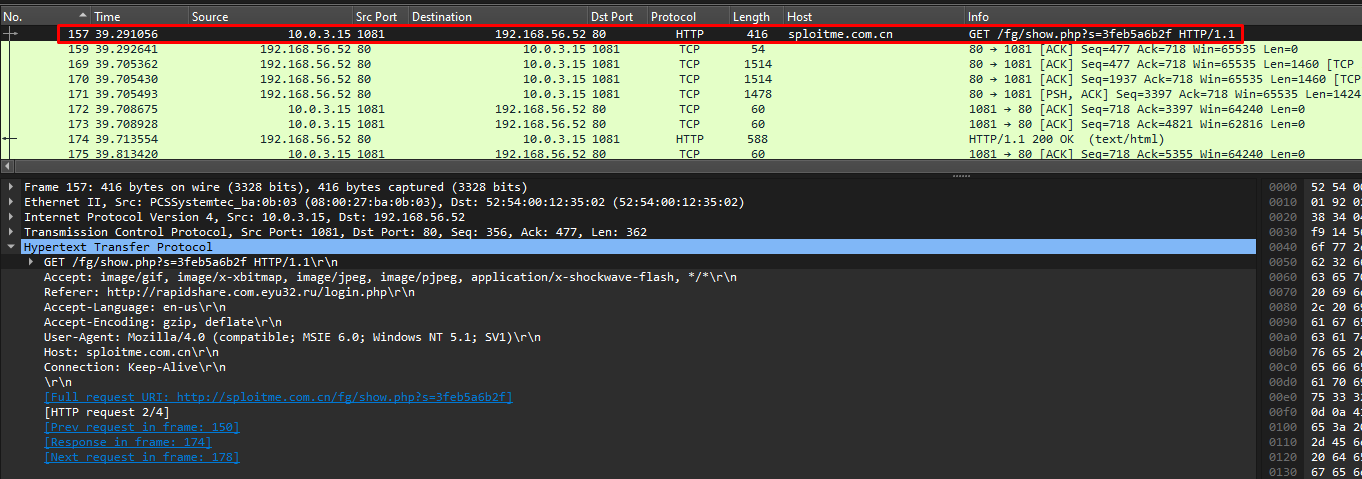 No. Time Source Src Port Destination Dst Port Protocol Length Host Info
157 39.291056 10.0.3.15 1081 192.168.56.52 80 HTTP 416 sploitme.com.cn GET /fg/show.php?s=3feb5a6b2f HTTP/1.1
159 39.292641 192.168.56.52 80 10.0.3.15 1081 TCP 54 80 → 1081 [ACK] Seq=477 Ack=718 Win=65535 Len=0
169 39.705362 192.168.56.52 80 10.0.3.15 1081 TCP 1514 80 → 1081 [ACK] Seq=477 Ack=718 Win=65535 Len=1460 [TCP
170 39.705430 192.168.56.52 80 10.0.3.15 1081 TCP 1514 80 → 1081 [ACK] Seq=1937 Ack=718 Win=65535 Len=1460 [TCP
171 39.705493 192.168.56.52 80 10.0.3.15 1081 TCP 1478 80 → 1081 [PSH, ACK] Seq=3397 Ack=718 Win=65535 Len=1424
172 39.708675 10.0.3.15 1081 192.168.56.52 80 TCP 60 1081 → 80 [ACK] Seq=718 Ack=3397 Win=64240 Len=0
173 39.708928 10.0.3.15 1081 192.168.56.52 80 TCP 60 1081 → 80 [ACK] Seq=718 Ack=4821 Win=62816 Len=0
174 39.713554 192.168.56.52 80 10.0.3.15 1081 HTTP 588 HTTP/1.1 200 OK (text/html)
175 39.813420 10.0.3.15 1081 192.168.56.52 80 TCP 60 1081 → 80 [ACK] Seq=718 Ack=5355 Win=64240 Len=0
Frame 157: 416 bytes on wire (3328 bits), 416 bytes captured (3328 bits)
Ethernet II, Src: PCSSystemtec_ba:0b:03 (08:00:27:ba:0b:03), Dst: 52:54:00:12:35:02 (52:54:00:12:35:02)
Internet Protocol Version 4, Src: 10.0.3.15, Dst: 192.168.56.52
Transmission Control Protocol, Src Port: 1081, Dst Port: 80, Seq: 356, Ack: 477, Len: 362
Hypertext Transfer Protocol
GET /fg/show.php?s=3feb5a6b2f HTTP/1.1\r\n
Accept: image/gif, image/x-xbitmap, image/jpeg, image/pjpeg, application/x-shockwave-flash, */*\r\n
Referer: http://rapidshare.com.eyu32.ru/login.php\r\n
Accept-Language: en-us\r\n
Accept-Encoding: gzip, deflate\r\n
User-Agent: Mozilla/4.0 (compatible; MSIE 6.0; Windows NT 5.1; SV1)\r\n
Host: sploitme.com.cn\r\n
Connection: Keep-Alive\r\n
\r\n
[Full request URI: http://sploitme.com.cn/fg/show.php?s=3feb5a6b2f]
[HTTP request 2/4]
[Prev request in frame: 150]
[Response in frame: 174]
[Next request in frame: 178]
0000 52 54 0
0010 01 92 0
0020 38 34 0
0030 f9 14 5
0040 6f 77 2
0050 62 32 6
0060 63 65 7
0070 20 69 6
0080 2c 20 6
0090 61 67 6
00a0 63 61 7
00b0 76 65 2
00c0 65 66 6
00d0 61 70 6
00e0 75 33 3
00f0 0d 0a 4
0100 65 3a 2
0110 2d 45 6
0120 20 64 6
0130 67 65 6